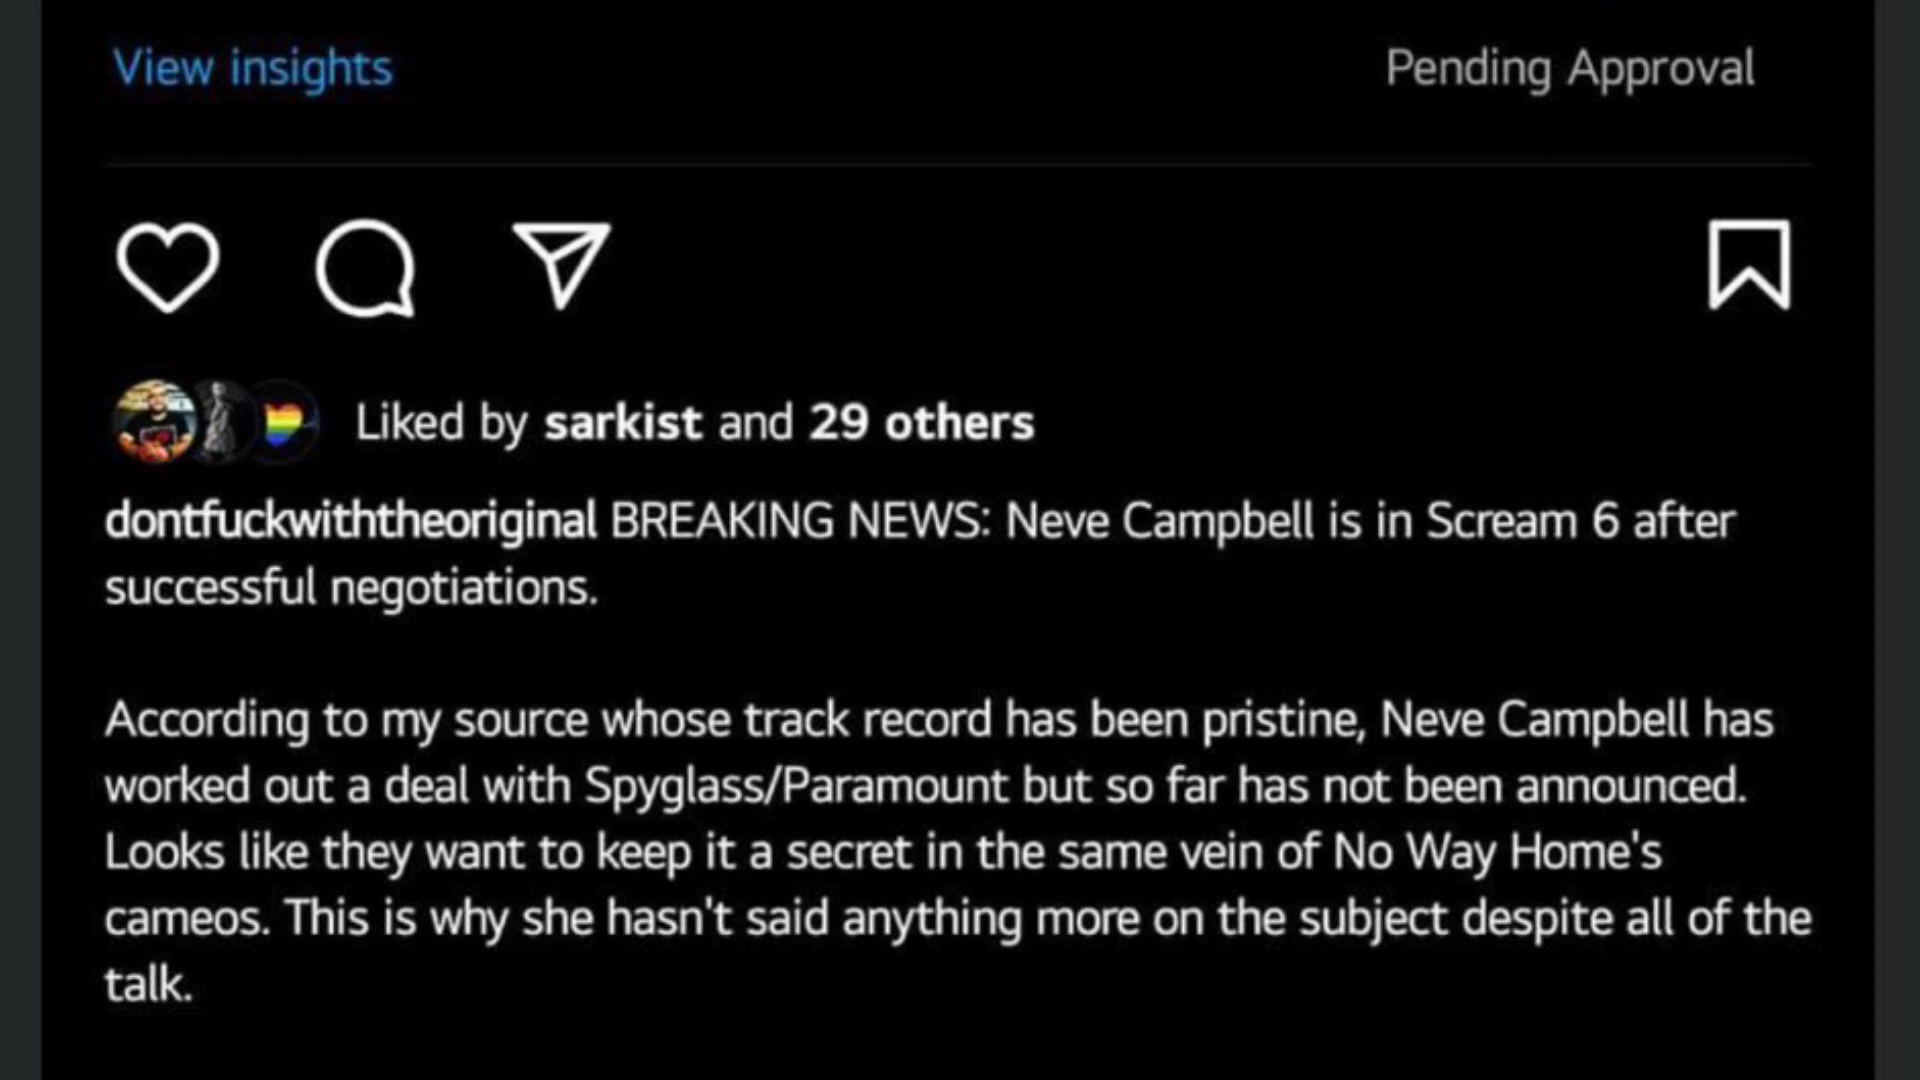 View insights
Pending Approval
Liked by sarkist and 29 others
dontfuckwiththeoriginal BREAKING NEWS: Neve Campbell is in Scream 6 after
successful negotiations.
According to my source whose track record has been pristine, Neve Campbell has
worked out a deal with Spyglass/Paramount but so far has not been announced.
Looks like they want to keep it a secret in the same vein of No Way Home's
cameos. This is why she hasn't said anything more on the subject despite all of the
talk.